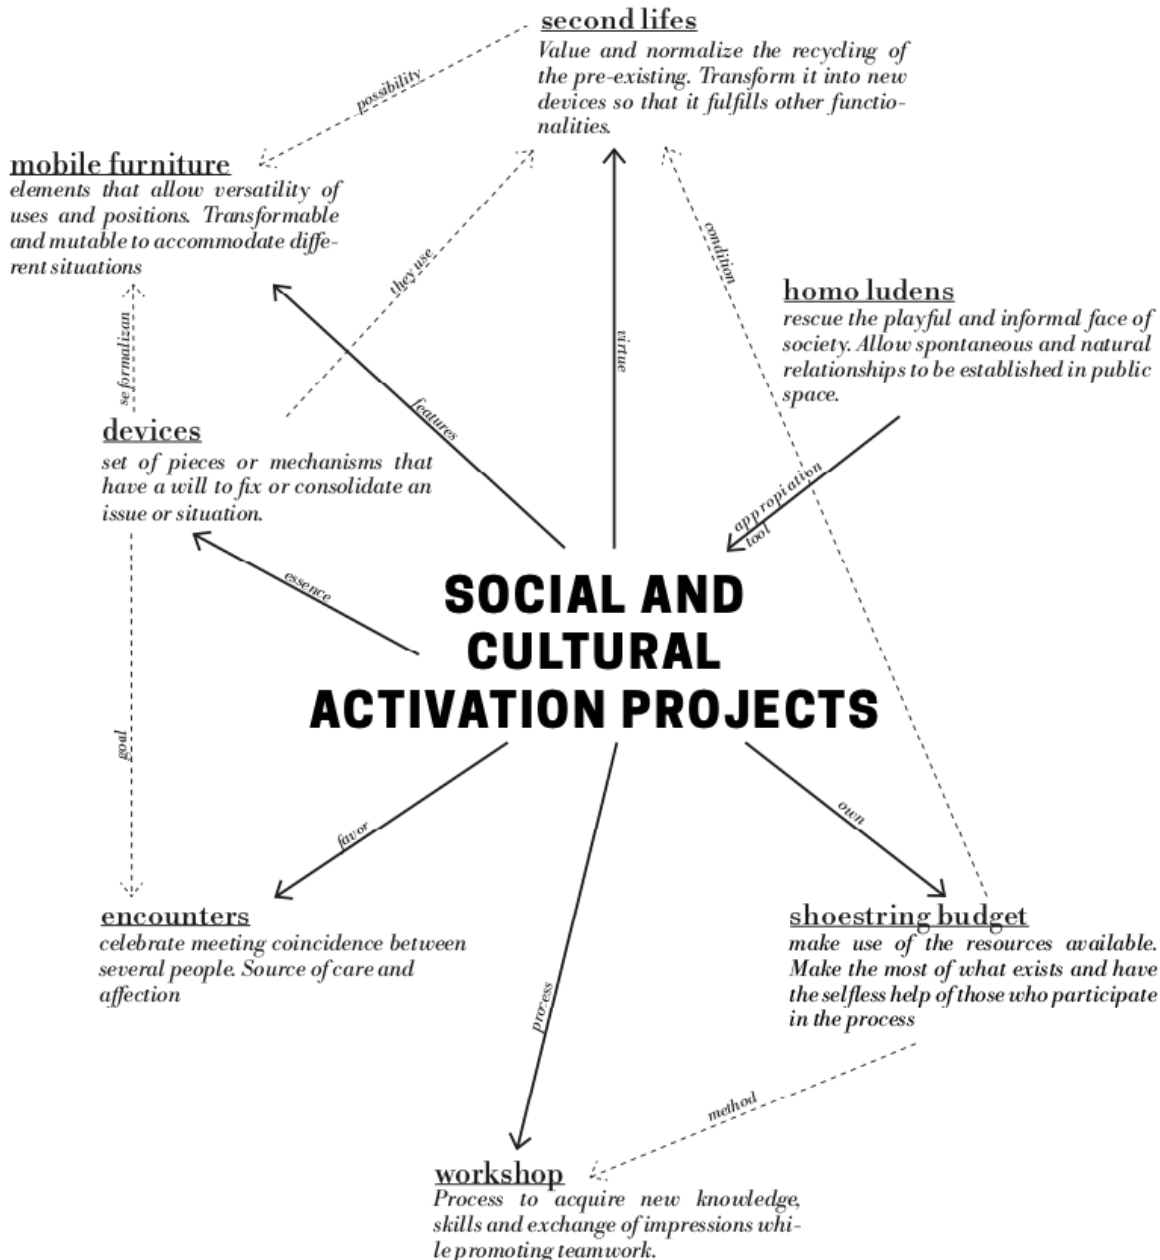 second lifes
Value and normalize the recycling of
the pre-existing. Transform it into new
devices so that it fulfills other functio-
nalities.
possibility
mobile furniture
elements that allow versatility of
uses and positions. Transformable
and mutable to accommodate diffe-
rent situations
they use
condition
homo ludens
rescue the playful and informal face of
society. Allow spontaneous and natural
relationships to be established in public
space.
se formalizan
virtue
features
devices
set of pieces or mechanisms that
have a will to fix or consolidate an
issue or situation.
appropiation
tool
essence
SOCIAL AND
CULTURAL
ACTIVATION PROJECTS
goal
favor
own
process
encounters
celebrate meeting coincidence between
several people. Source of care and
affection
shoestring budget
make use of the resources available.
Make the most of what exists and have
the selfless help of those who participate
in the process
method
workshop
Process to acquire new knowledge,
skills and exchange of impressions whi-
le promoting teamwork.